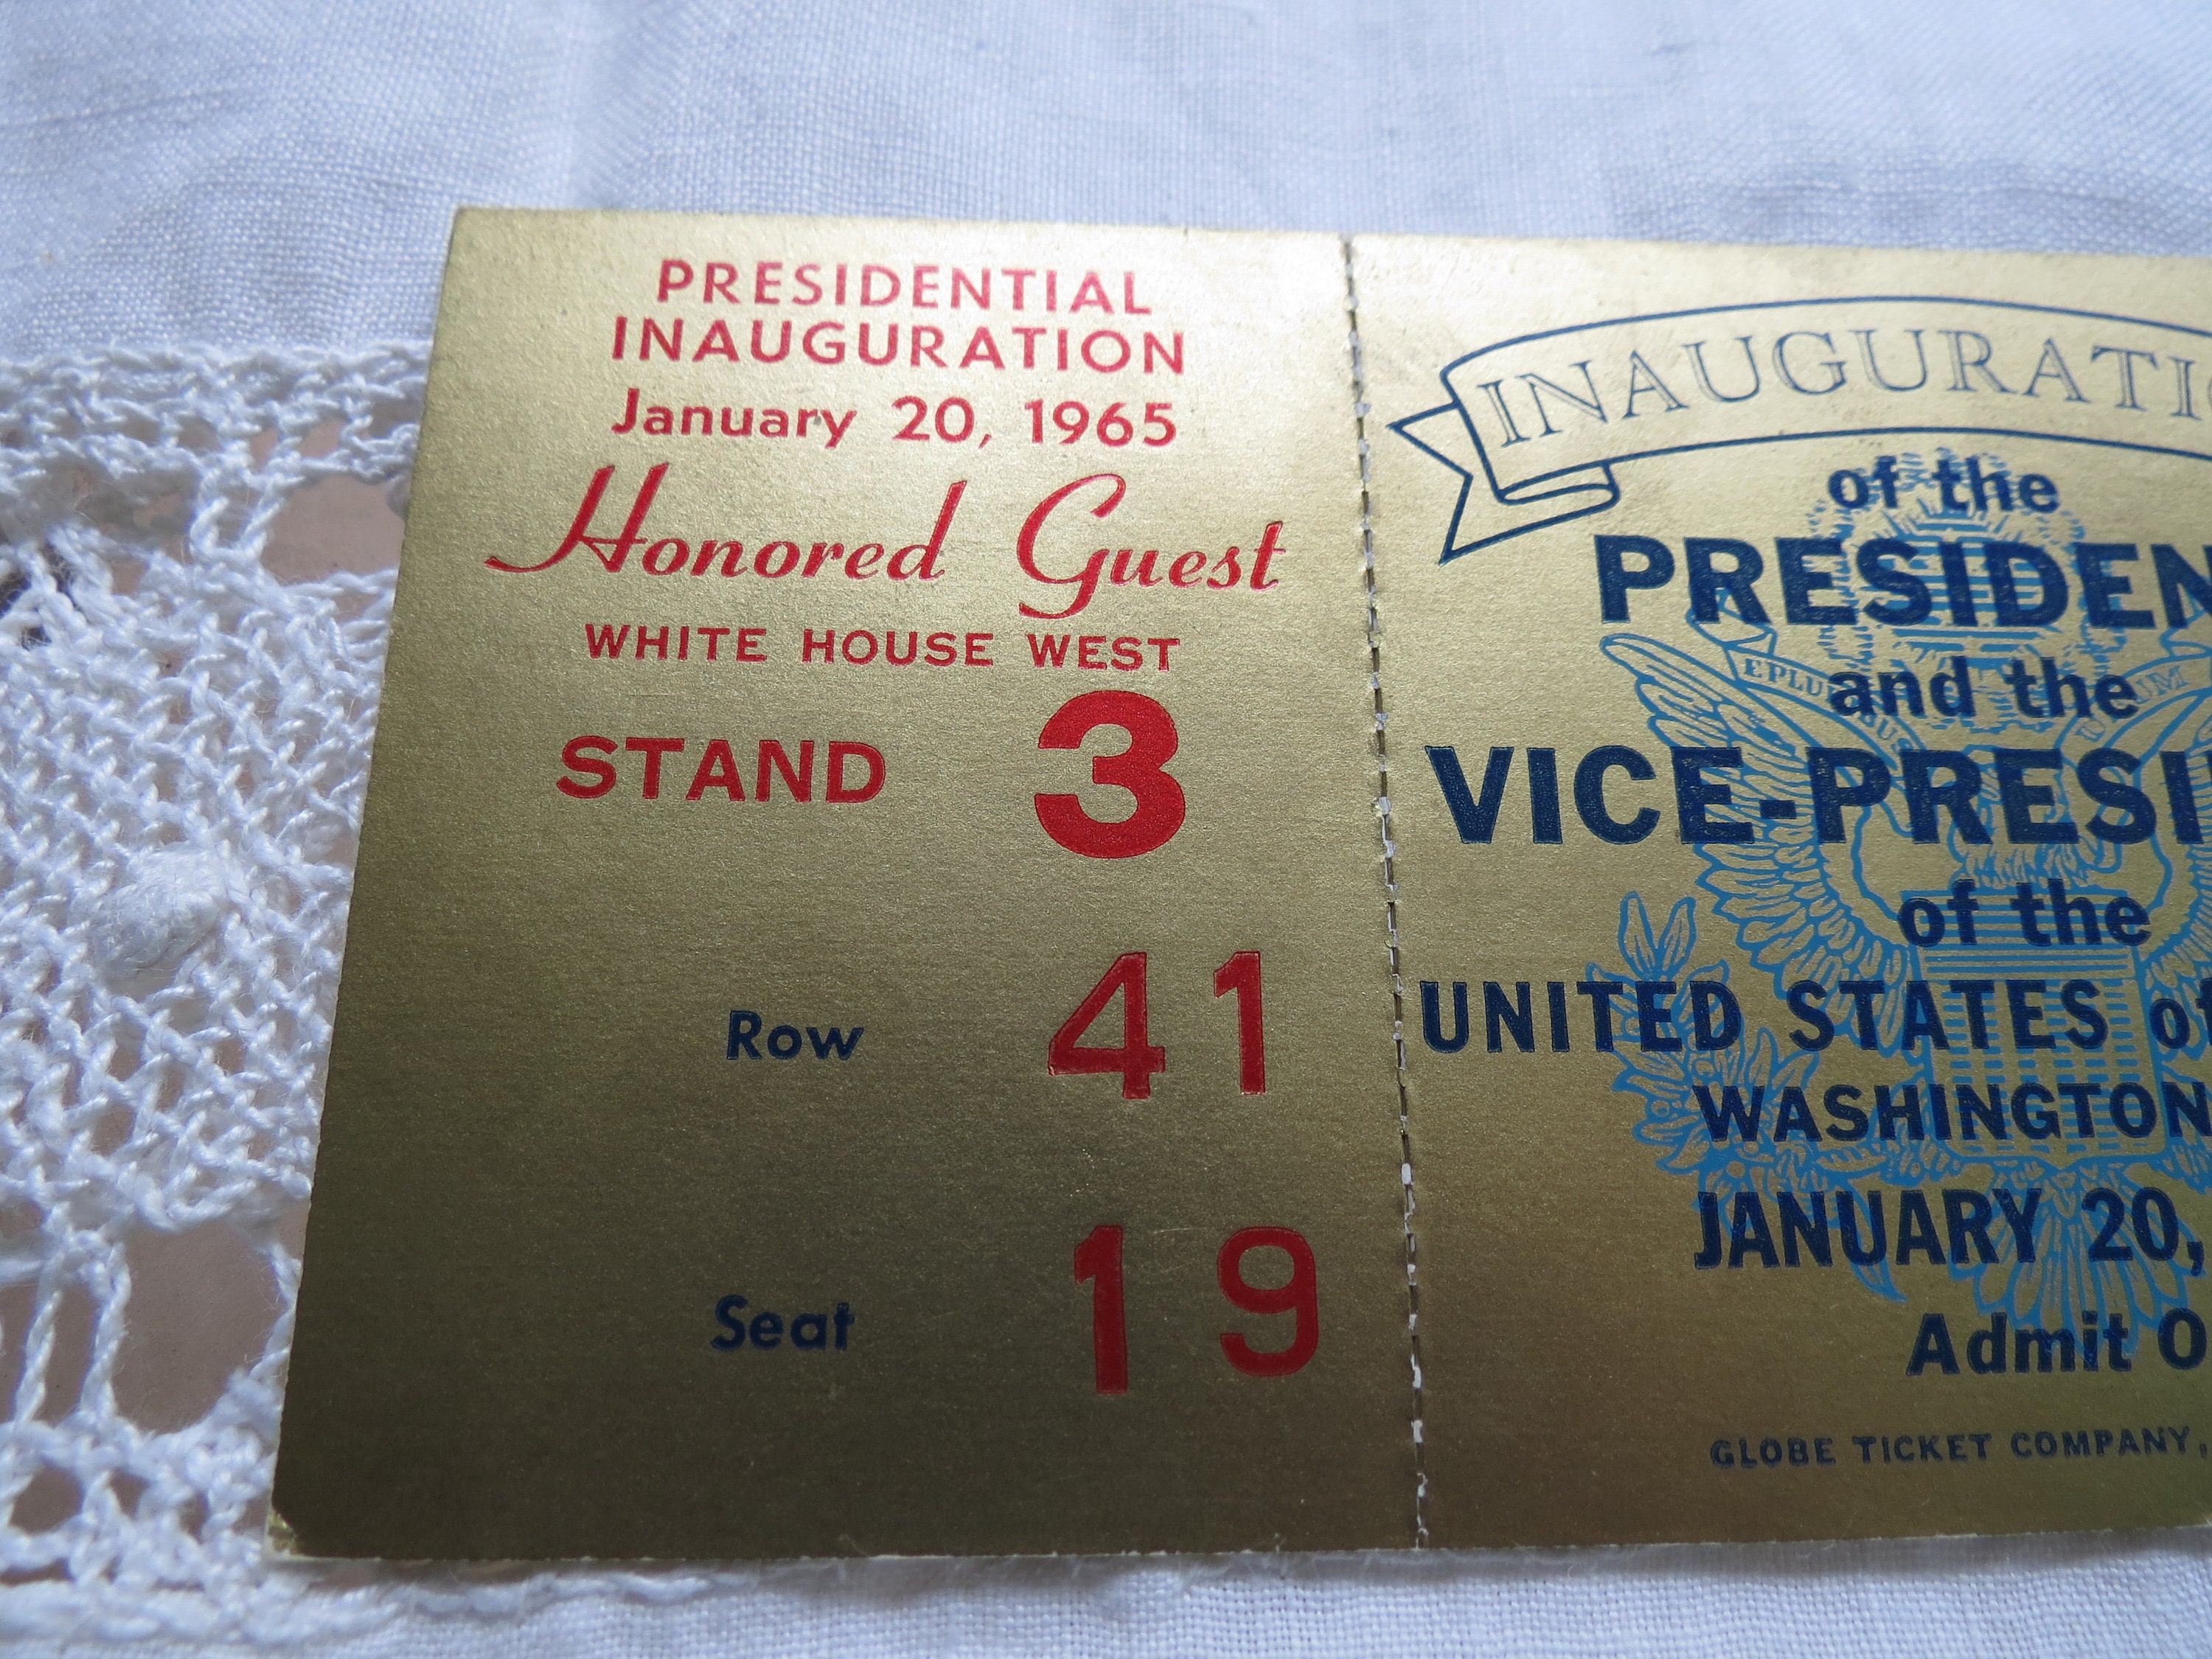 PRESIDENTIAL
INAUGURATION
January 20, 1965
Honored Guest
WHITE HOUSE WEST
STAND 3
Row 41
Seat 19
INAUGURATI
of the
PRESIDEN
and the
VICE-PRESI
of the
UNITED STATES of
WASHINGTON
JANUARY 20,
Admit O
GLOBE TICKET COMPANY,